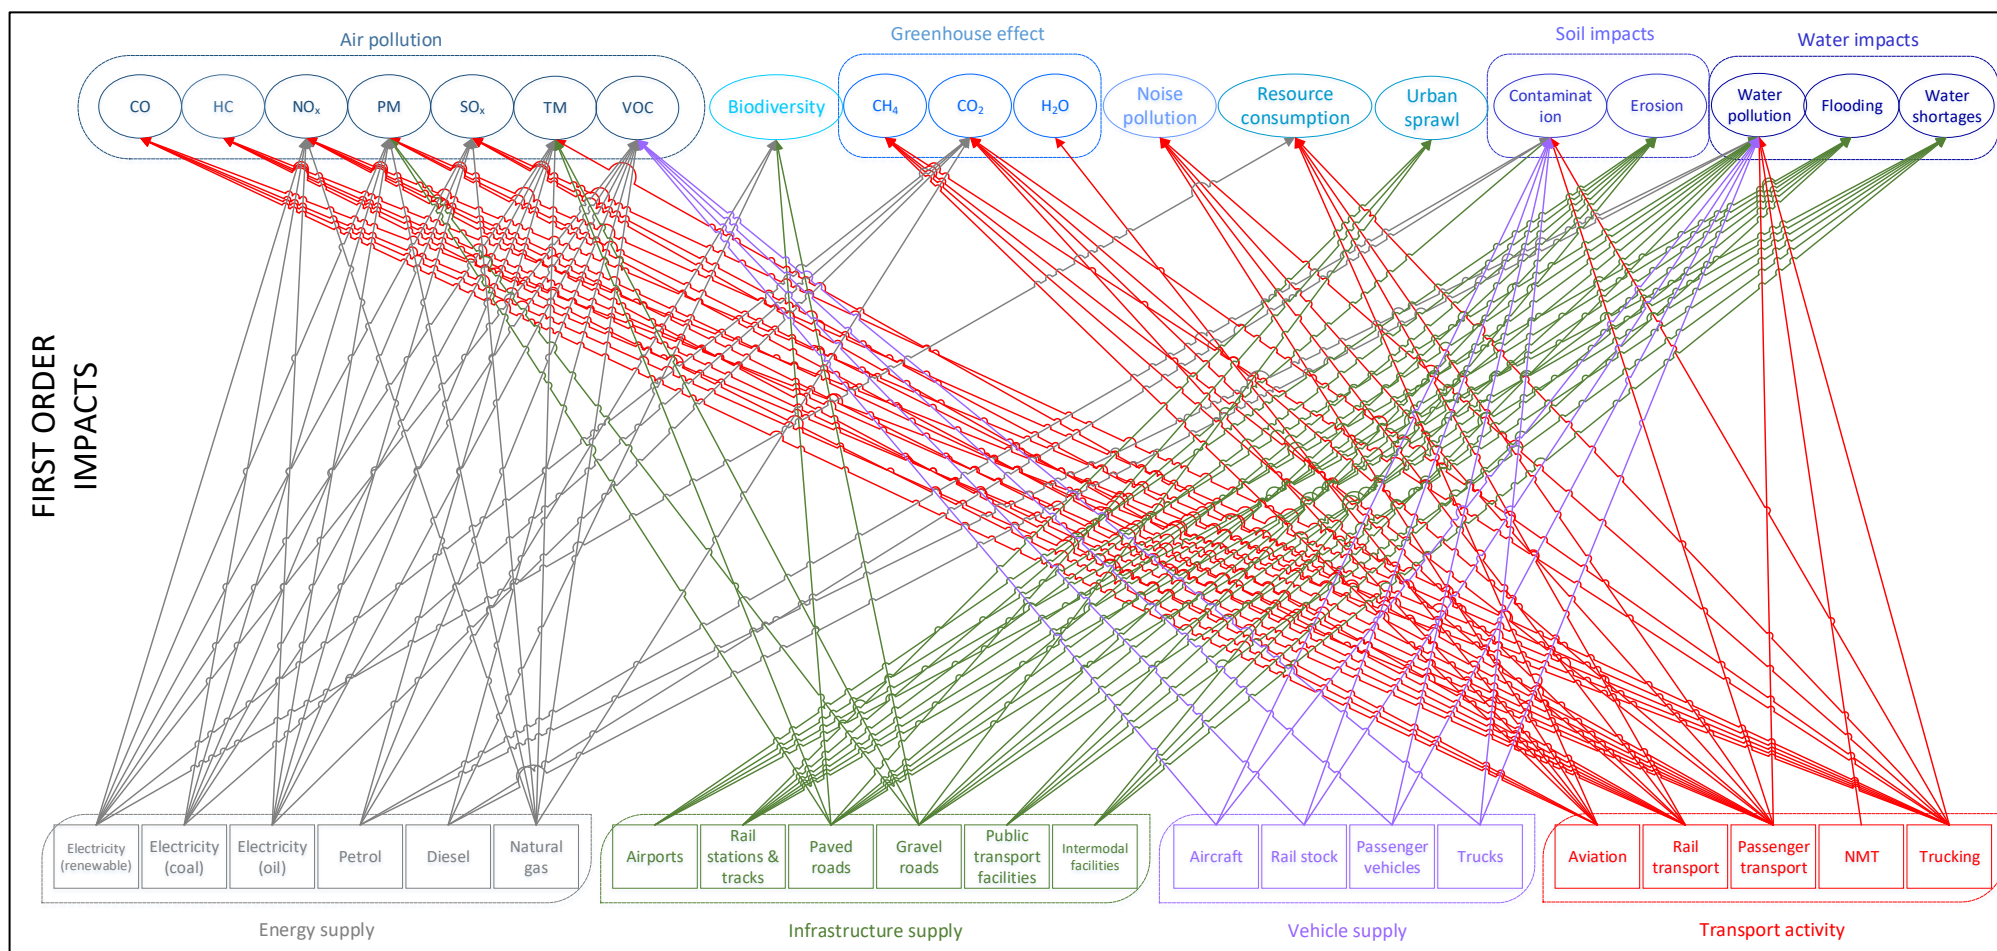 Air pollution
Greenhouse effect
Soil impacts
Water impacts
CO
HC
NOₓ
PM
SOₓ
TM
VOC
Biodiversity
CH₄
CO₂
H₂O
Noise
pollution
Resource
consumption
Urban
sprawl
Contaminat
ion
Erosion
Water
pollution
Flooding
Water
shortages
FIRST ORDER
IMPACTS
Electricity
(renewable)
Electricity
(coal)
Electricity
(oil)
Petrol
Diesel
Natural
gas
Airports
Rail
stations &
tracks
Paved
roads
Gravel
roads
Public
transport
facilities
Intermodal
facilities
Aircraft
Rail stock
Passenger
vehicles
Trucks
Aviation
Rail
transport
Passenger
transport
NMT
Trucking
Energy supply
Infrastructure supply
Vehicle supply
Transport activity